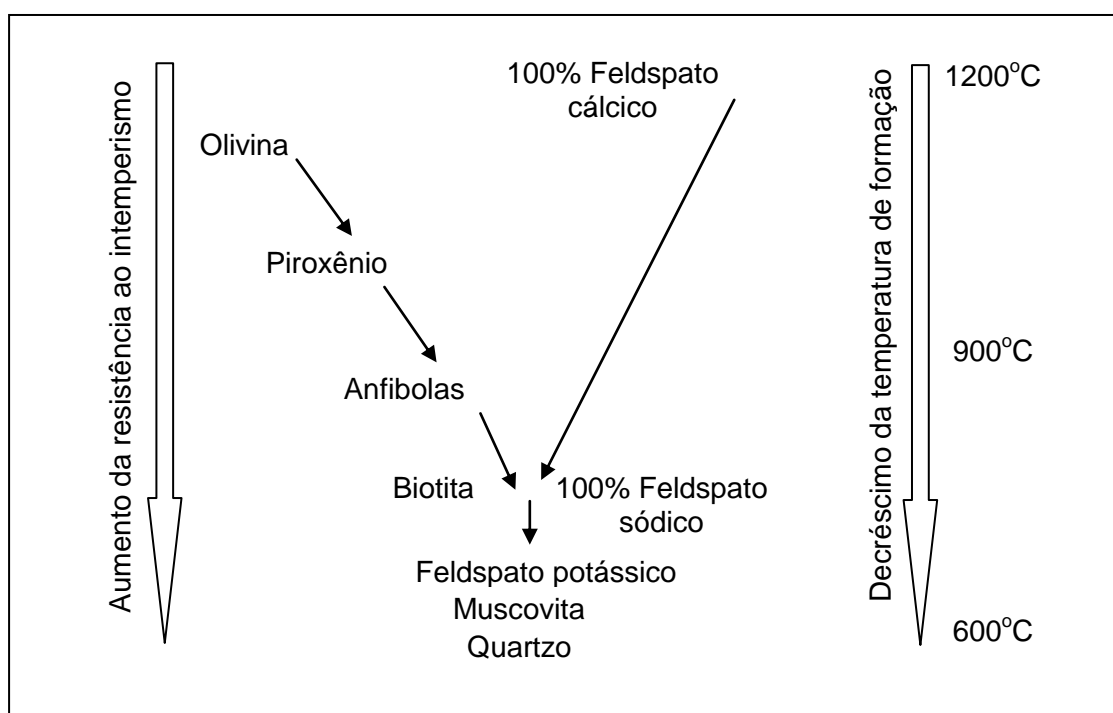 Aumento da resistência ao intemperismo
100% Feldspato
cálcico
Olivina
Piroxênio
Anfibolas
Biotita
100% Feldspato
sódico
Feldspato potássico
Muscovita
Quartzo
Decréscimo da temperatura de formação
1200°C
900°C
600°C